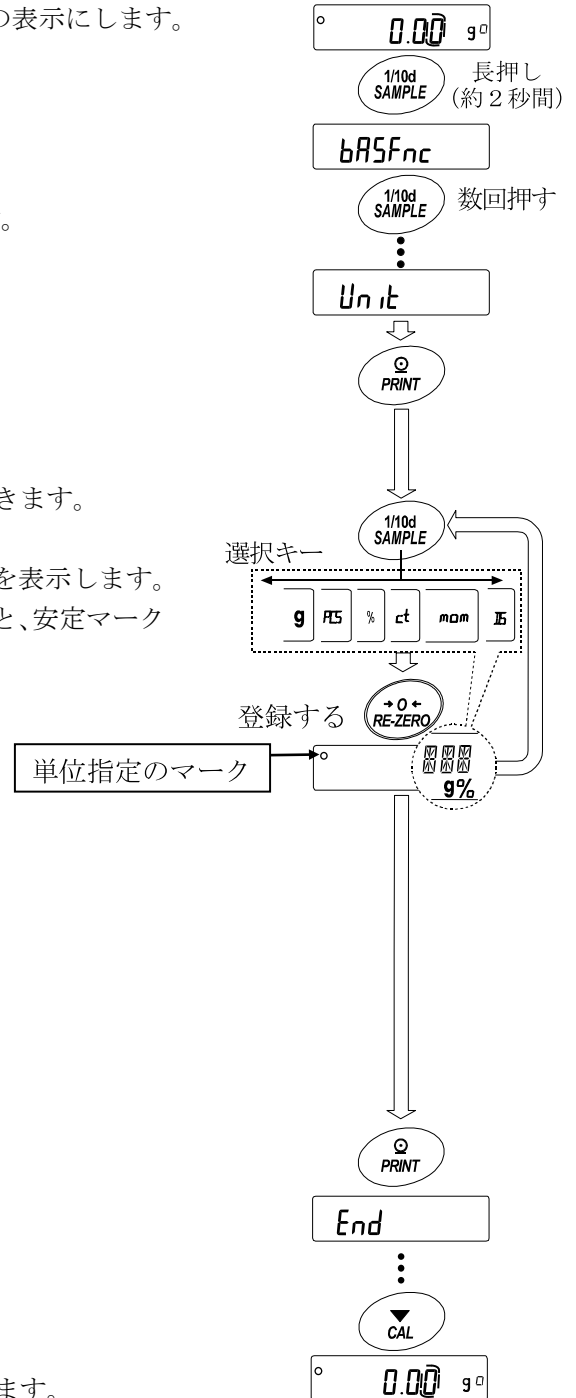 の表示にします。
0.00 g
1/10d
SAMPLE
長押し
(約2秒間)
bASFnc
1/10d
SAMPLE
数回押す
。
Unit
PRINT
きます。
1/10d
SAMPLE
選択キー
を表示します。
と、安定マーク
g PCS % ct mom
登録する
→0←
RE-ZERO
単位指定のマーク
g%
PRINT
End
CAL
0.00 g
ます。